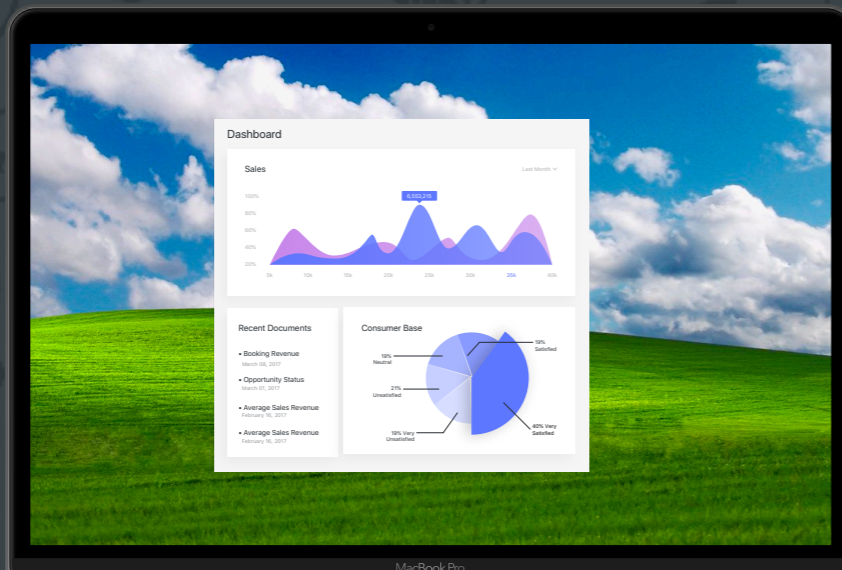 Dashboard
Sales
Last Month
6,553,215
100%
80%
60%
40%
20%
5k
10k
15k
20k
25k
30k
35k
40k
Recent Documents
• Booking Revenue
March 08, 2017
• Opportunity Status
March 01, 2017
• Average Sales Revenue
February 16, 2017
• Average Sales Revenue
February 16, 2017
Consumer Base
19%
Neutral
21%
Unsatisfied
19% Very
Unsatisfied
19%
Satisfied
40% Very
Satisfied
MacBook Pro